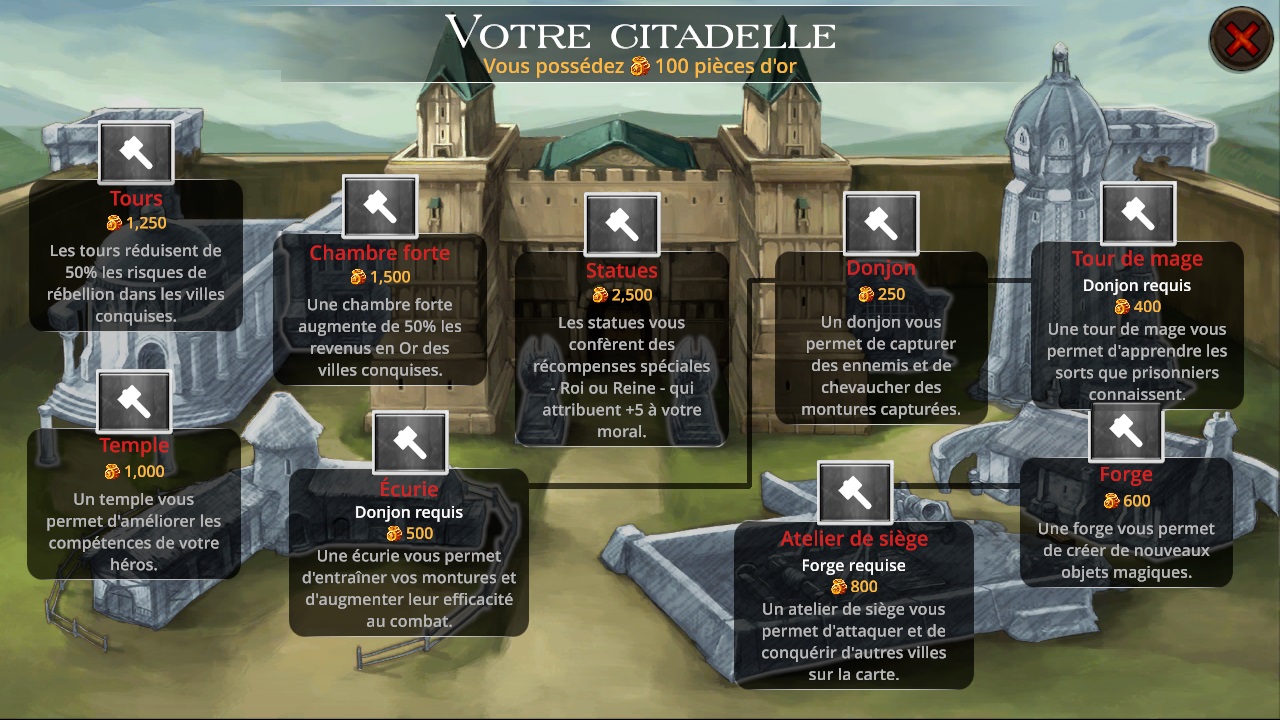 Votre citadelle
Vous possédez 100 pièces d'or
Tours
1,250
Les tours réduisent de
50% les risques de
rébellion dans les villes
conquises.
Chambre forte
1,500
Une chambre forte
augmente de 50% les
revenus en Or des
villes conquises.
Statues
2,500
Les statues vous
confèrent des
récompenses spéciales
- Roi ou Reine - qui
attribuent +5 à votre
moral.
Donjon
250
Un donjon vous
permet de capturer
des ennemis et de
chevaucher des
montures capturées.
Tour de mage
Donjon requis
400
Une tour de mage vous
permet d'apprendre les
sorts que prisonniers
connaissent.
Temple
1,000
Un temple vous
permet d'améliorer les
compétences de votre
héros.
Écurie
Donjon requis
500
Une écurie vous permet
d'entraîner vos montures et
d'augmenter leur efficacité
au combat.
Atelier de siège
Forge requise
800
Un atelier de siège vous
permet d'attaquer et de
conquérir d'autres villes
sur la carte.
Forge
600
Une forge vous permet
de créer de nouveaux
objets magiques.